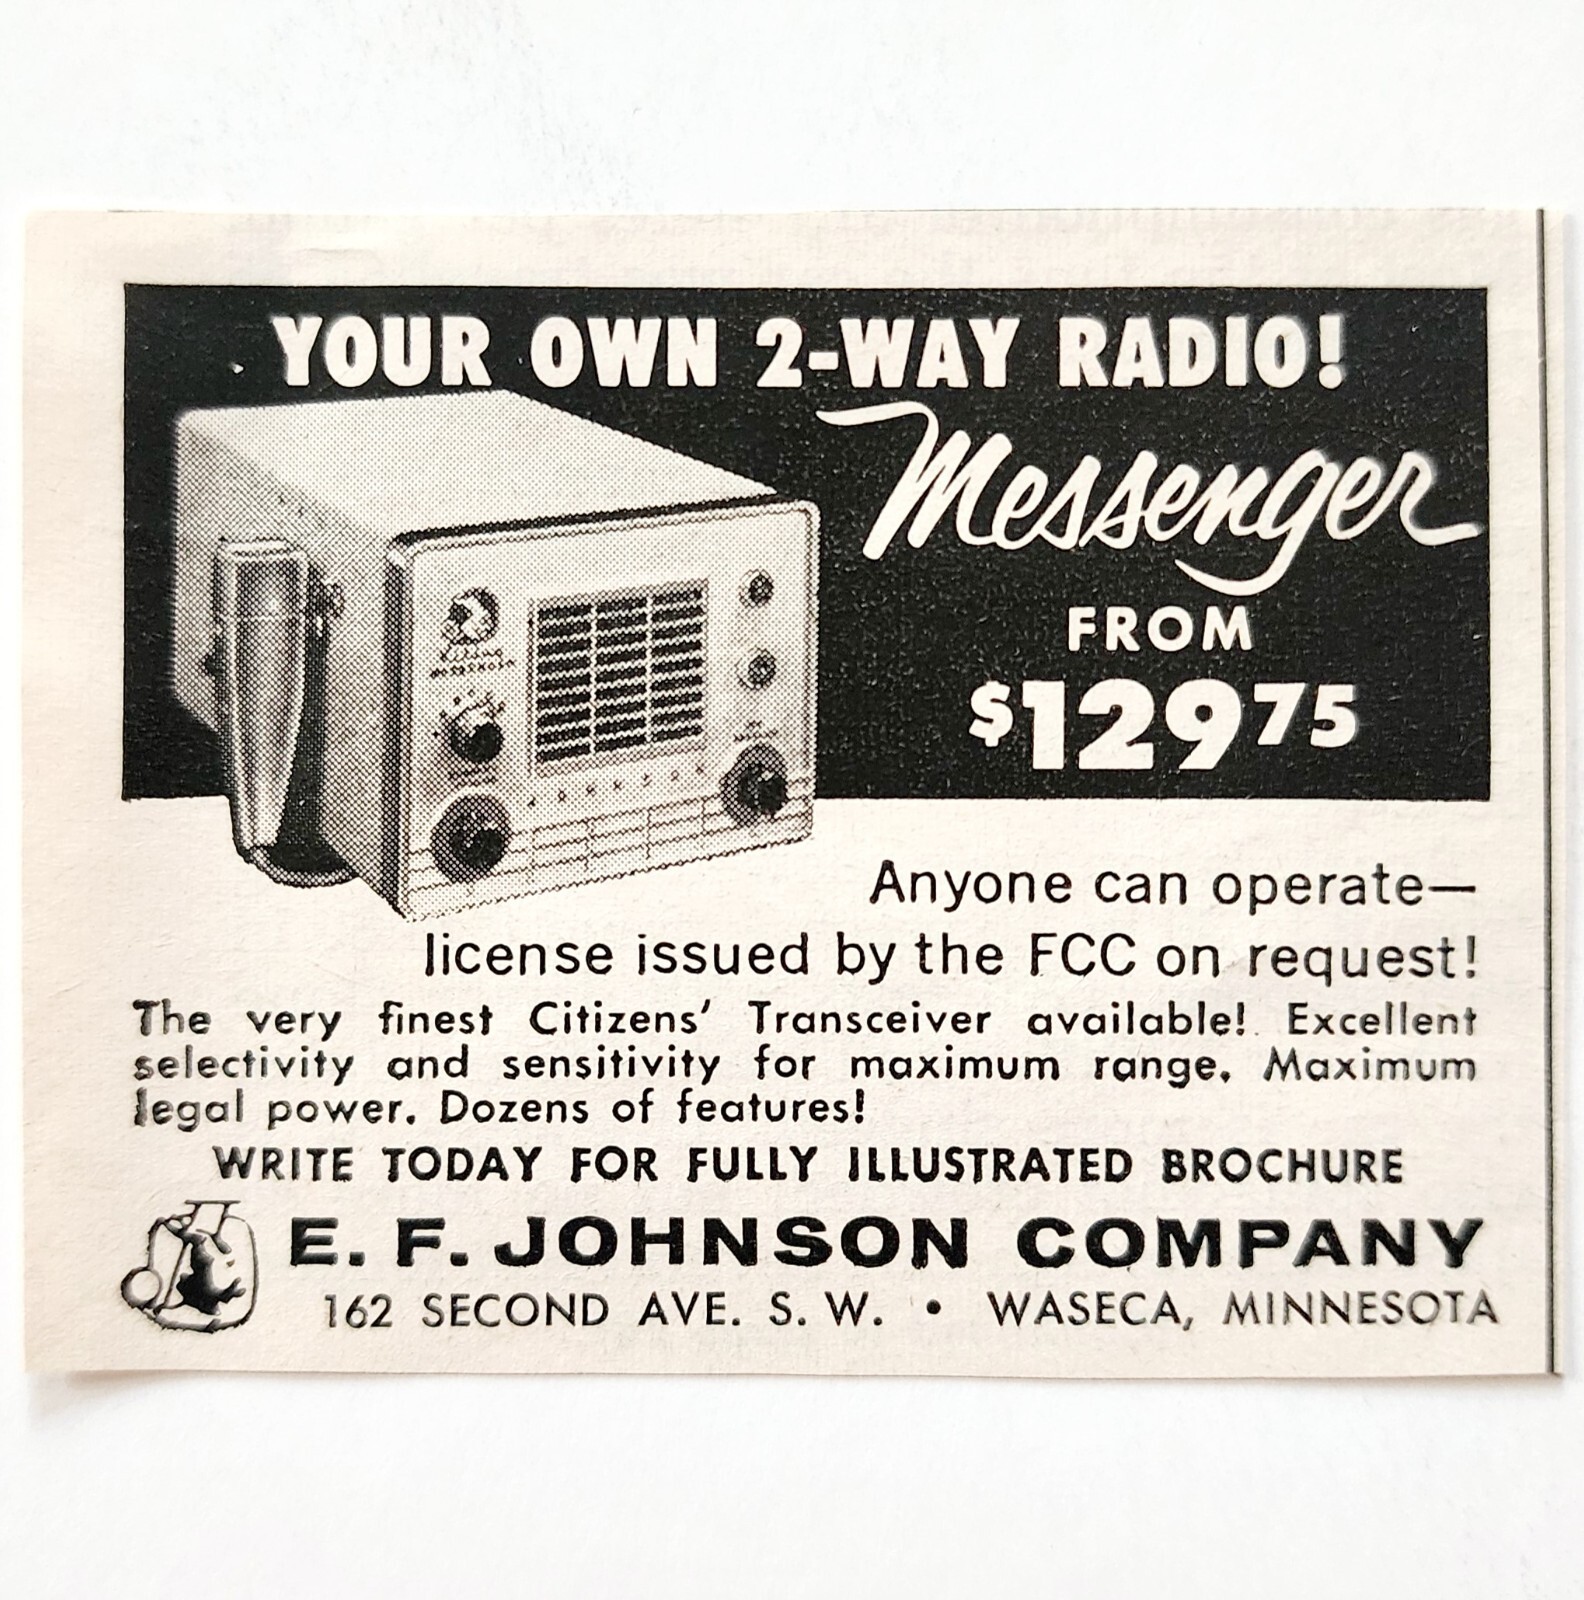 YOUR OWN 2-WAY RADIO!
Messenger
FROM
$129 75
Anyone can operate—
license issued by the FCC on request!
The very finest Citizens' Transceiver available! Excellent
selectivity and sensitivity for maximum range. Maximum
legal power. Dozens of features!
WRITE TODAY FOR FULLY ILLUSTRATED BROCHURE
E. F. JOHNSON COMPANY
162 SECOND AVE. S. W. • WASECA, MINNESOTA